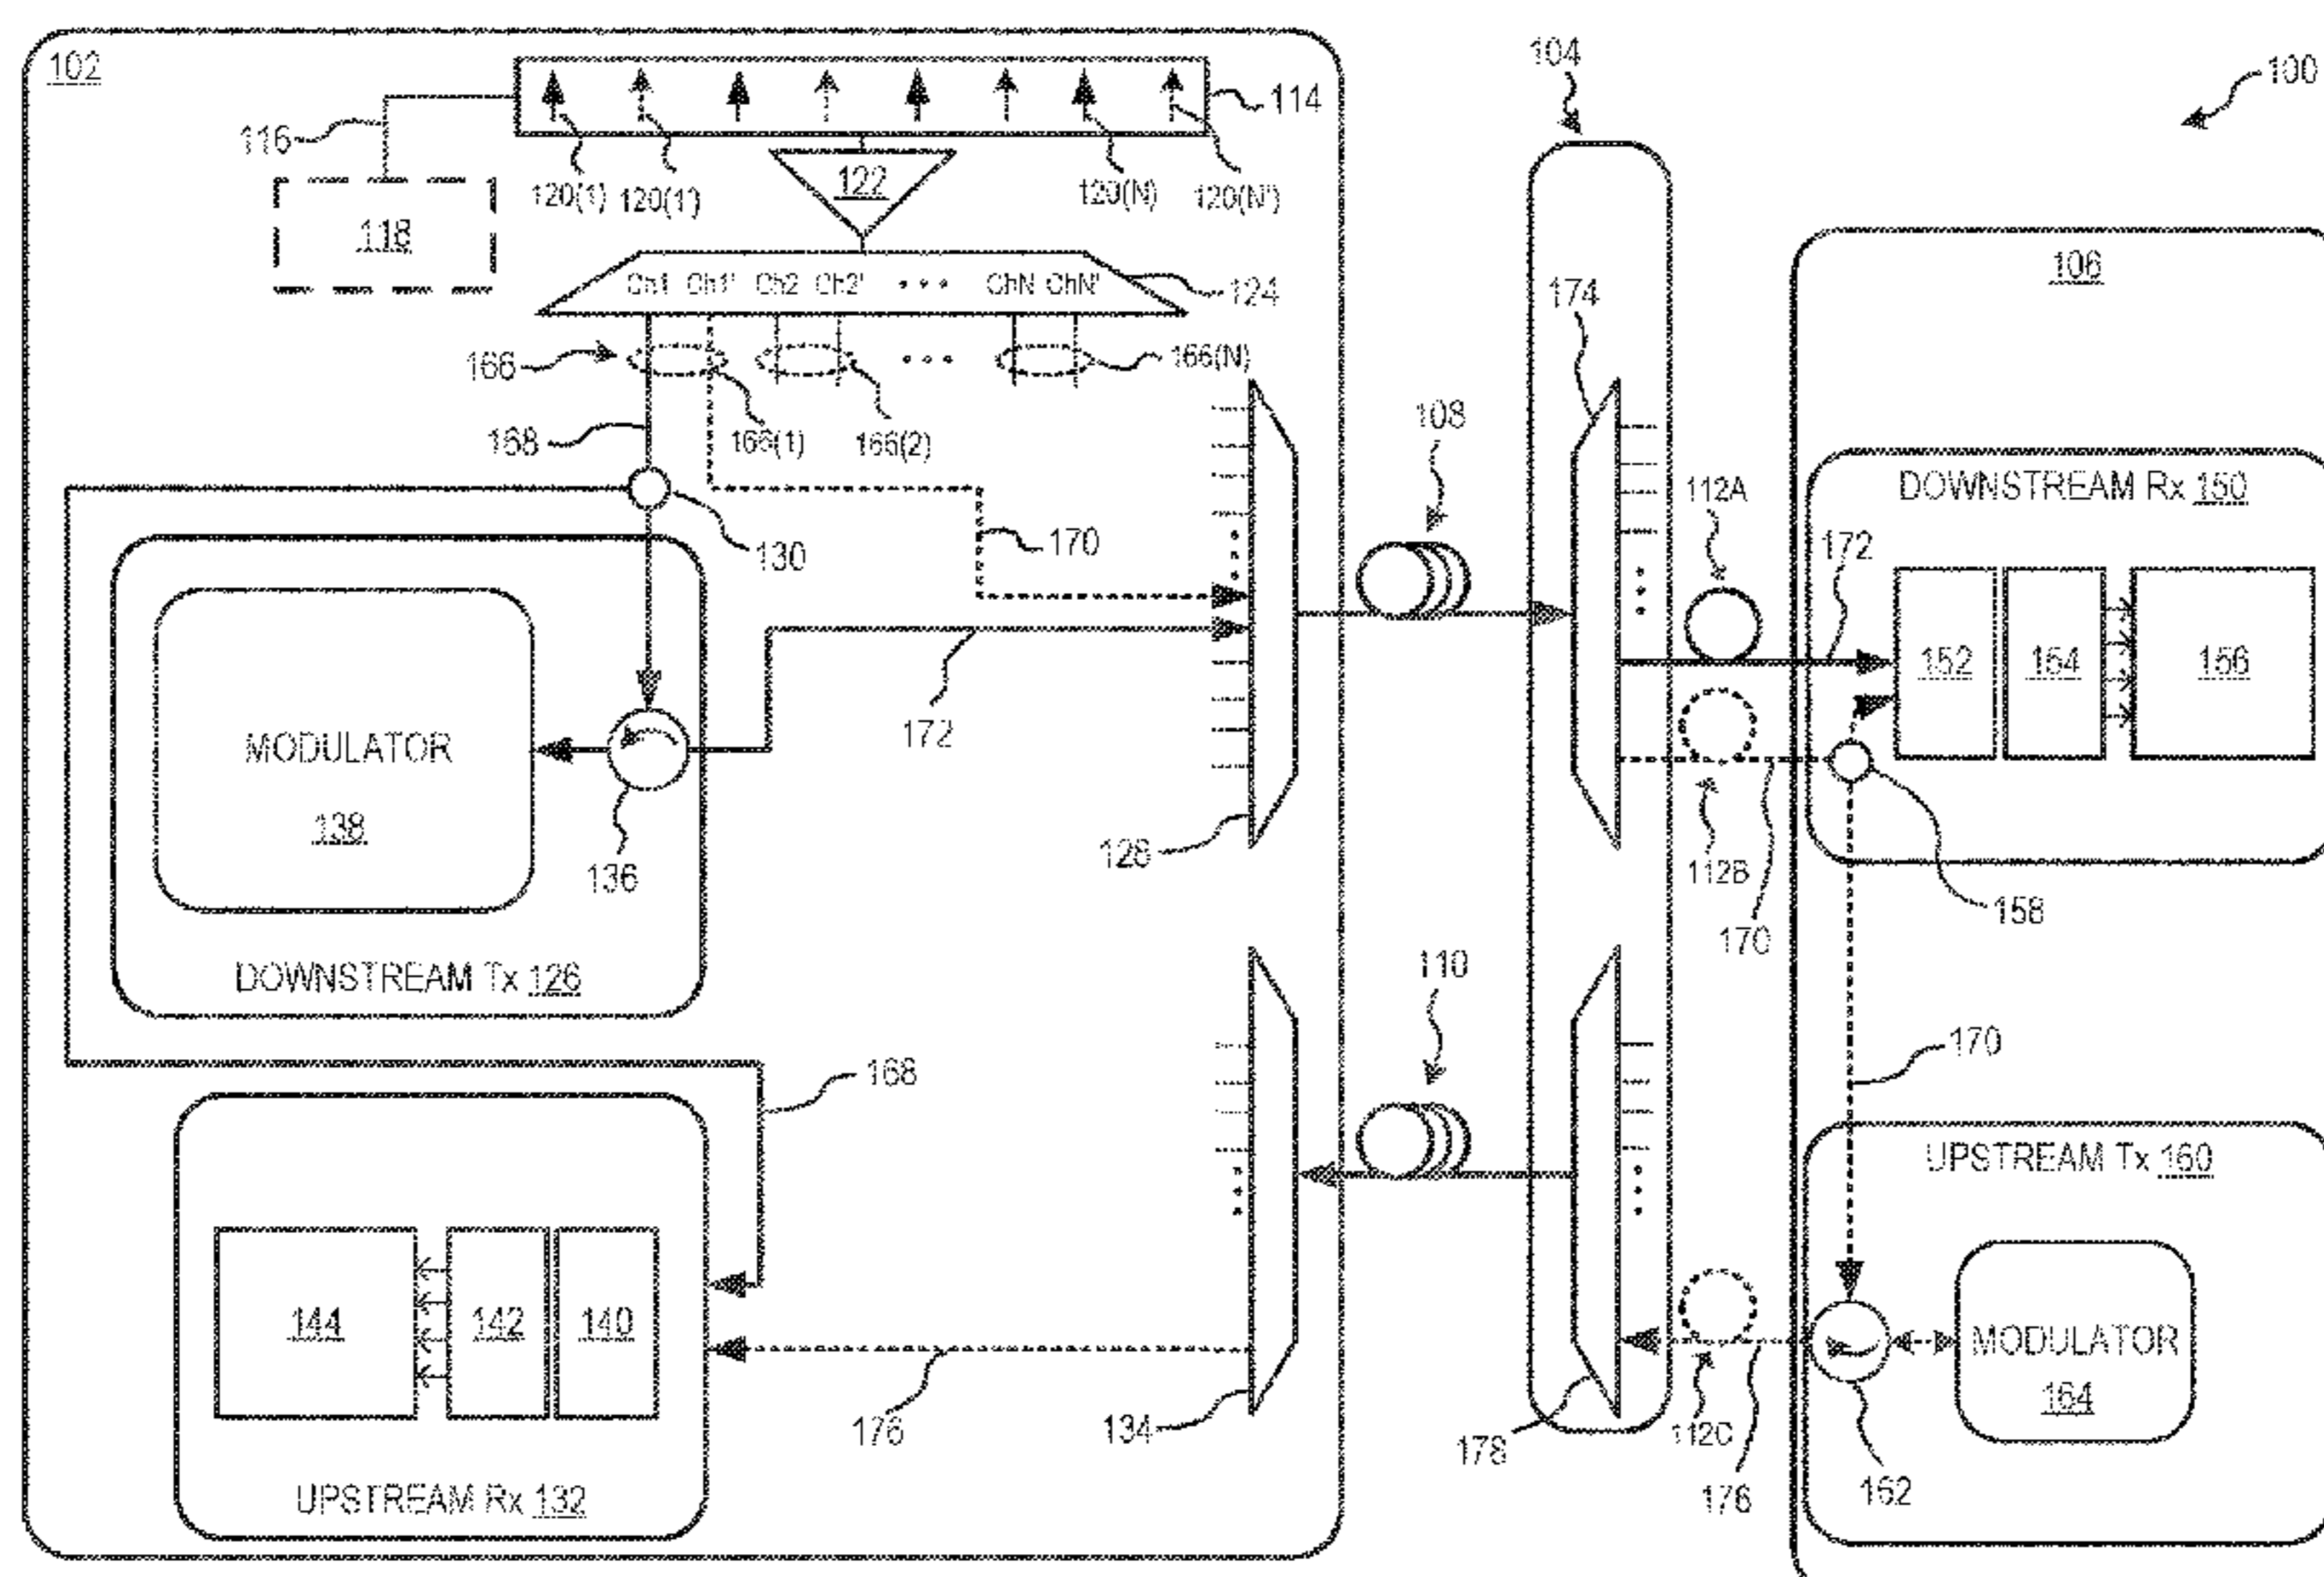 102
114
116
118
120(1)
120(1')
120(N)
120(N')
122
Ch1 Ch1' Ch2 Ch2' • • • ChN ChN'
124
166
166(1)
166(2)
• • •
166(N)
168
130
170
172
MODULATOR
138
136
DOWNSTREAM Tx 126
128
168
144
142
140
UPSTREAM Rx 132
176
134
108
110
104
174
178
112A
112B
170
112C
176
100
106
DOWNSTREAM Rx 150
172
152
154
156
158
170
UPSTREAM Tx 160
MODULATOR
164
162